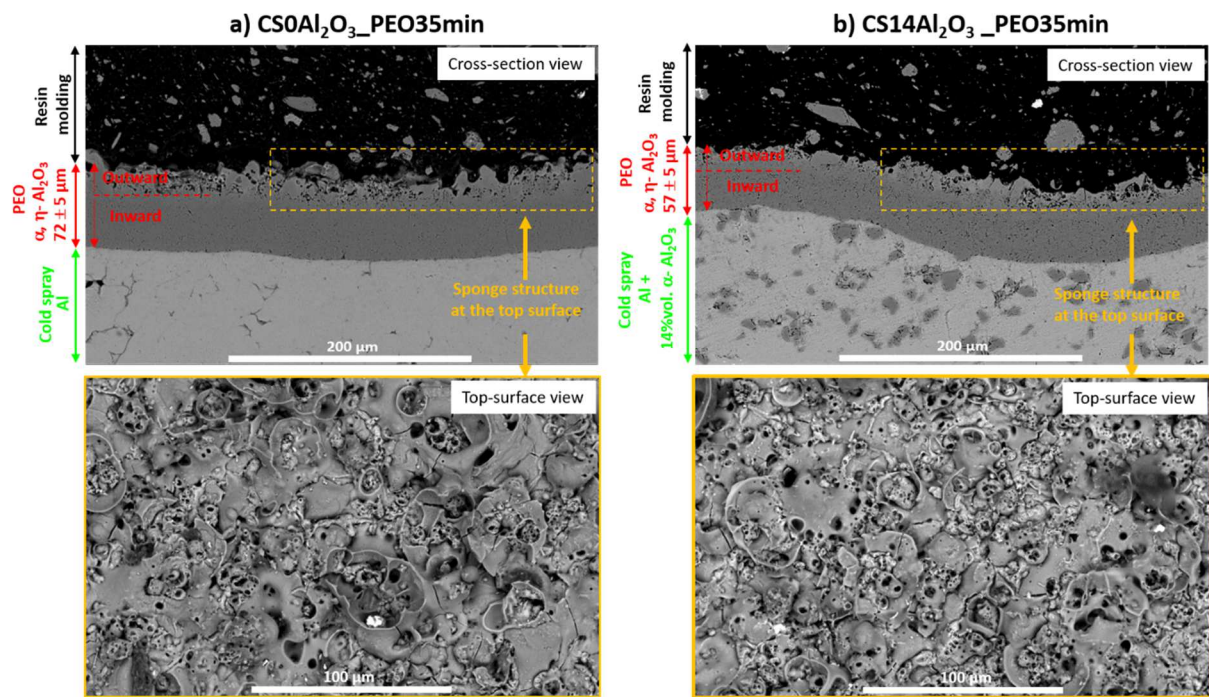 a) CS0Al₂O₃_PEO35min
Cross-section view
Resin
molding
PEO
α, η- Al₂O₃
72 ± 5 µm
Outward
Inward
Cold spray
Al
Sponge structure
at the top surface
200 µm
Top-surface view
100 µm
b) CS14Al₂O₃ _PEO35min
Cross-section view
Resin
molding
PEO
α, η- Al₂O₃
57 ± 5 µm
Outward
Inward
Cold spray
Al +
14%vol. α- Al₂O₃
Sponge structure
at the top surface
200 µm
Top-surface view
100 µm